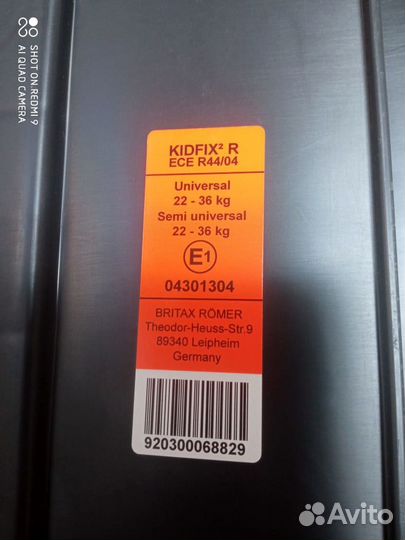 SHOT ON REDMI 9
AI QUAD CAMERA
KIDFIX² R
ECE R44/04
Universal
22 - 36 kg
Semi universal
22 - 36 kg
E1
04301304
BRITAX RÖMER
Theodor-Heuss-Str.9
89340 Leipheim
Germany
920300068829
Avito